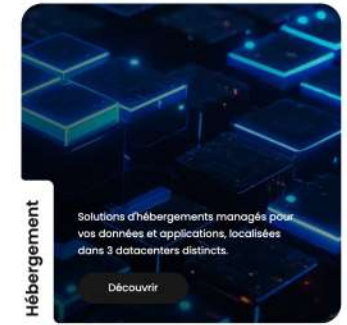 Hébergement
Solutions d'hébergements managés pour
vos données et applications, localisées
dans 3 datacenters distincts.
Découvrir